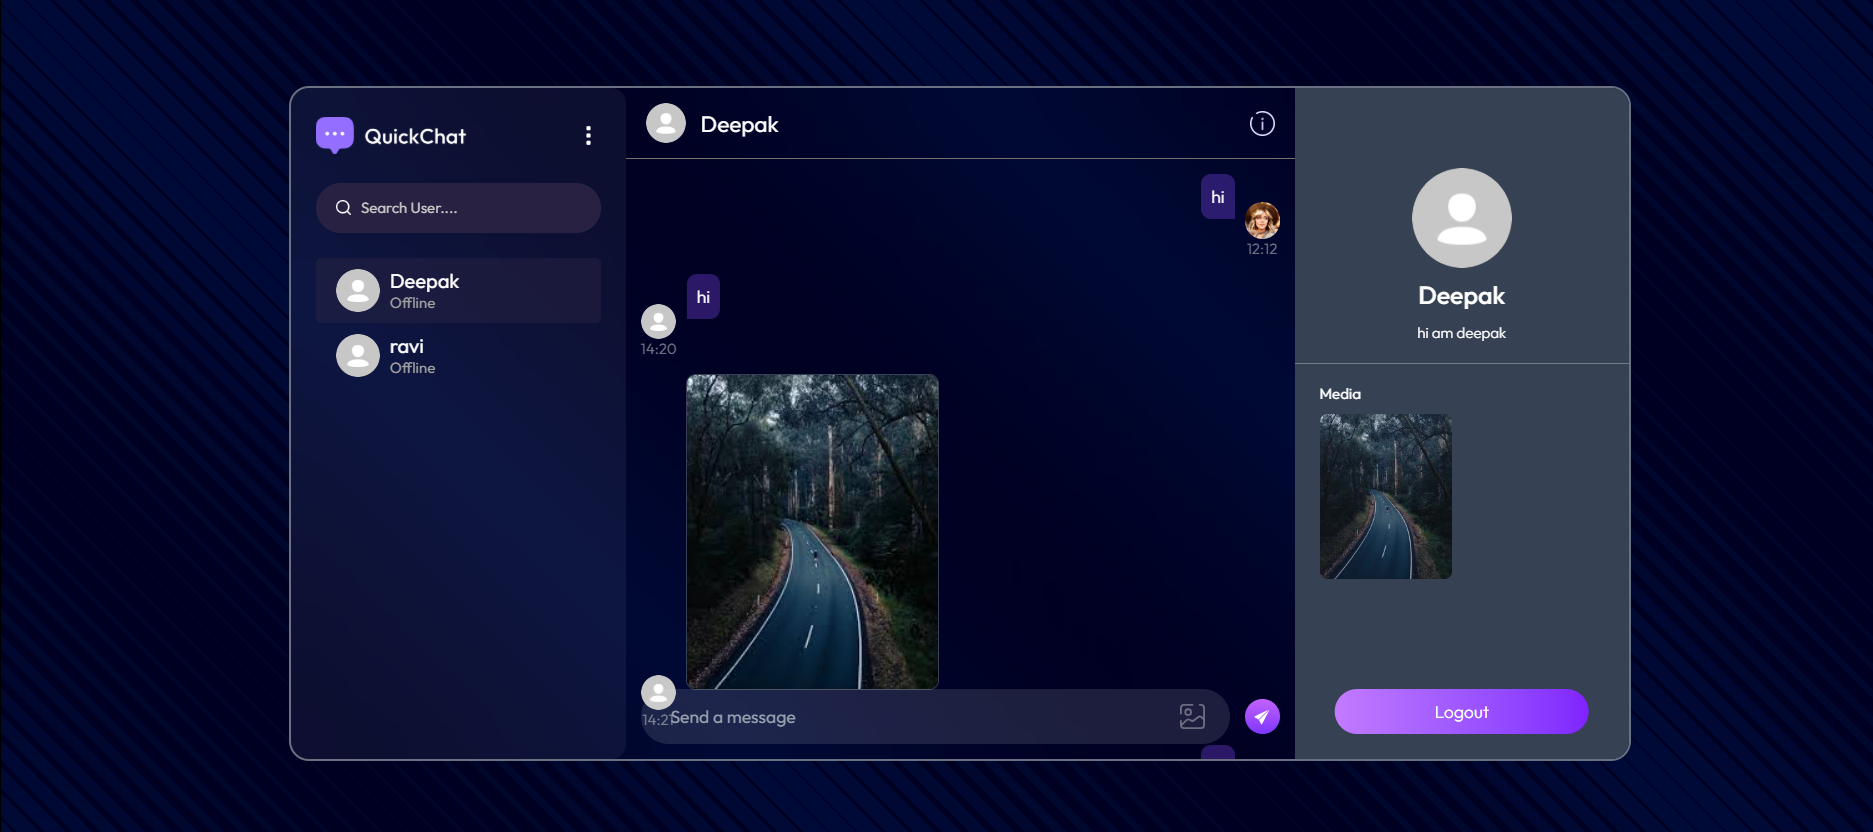 QuickChat
Search User....
Deepak
Offline
ravi
Offline
Deepak
hi
12:12
hi
14:20
14:21
Send a message
Deepak
hi am deepak
Media
Logout